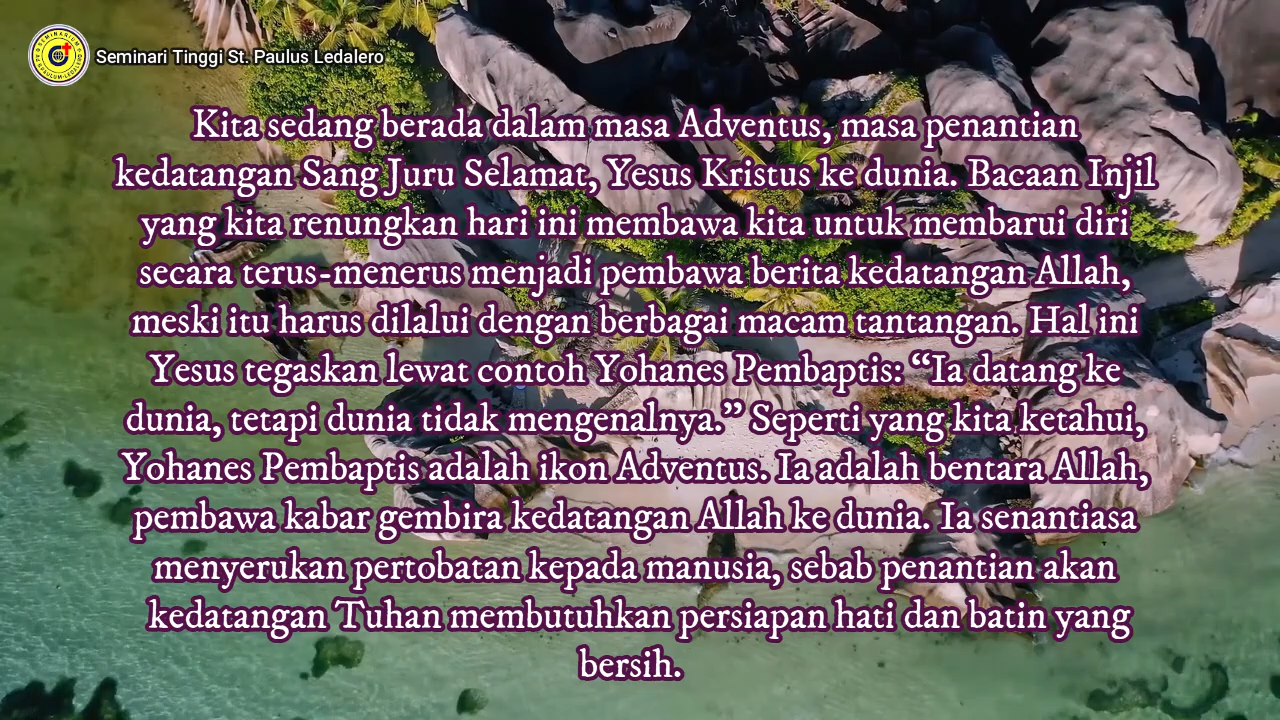 Seminari Tinggi St. Paulus Ledalero
Kita sedang berada dalam masa Adventus, masa penantian
kedatangan Sang Juru Selamat, Yesus Kristus ke dunia. Bacaan Injil
yang kita renungkan hari ini membawa kita untuk membarui diri
secara terus-menerus menjadi pembawa berita kedatangan Allah,
meski itu harus dilalui dengan berbagai macam tantangan. Hal ini
Yesus tegaskan lewat contoh Yohanes Pembaptis: “Ia datang ke
dunia, tetapi dunia tidak mengenalnya.” Seperti yang kita ketahui,
Yohanes Pembaptis adalah ikon Adventus. Ia adalah bentara Allah,
pembawa kabar gembira kedatangan Allah ke dunia. Ia senantiasa
menyerukan pertobatan kepada manusia, sebab penantian akan
kedatangan Tuhan membutuhkan persiapan hati dan batin yang
bersih.